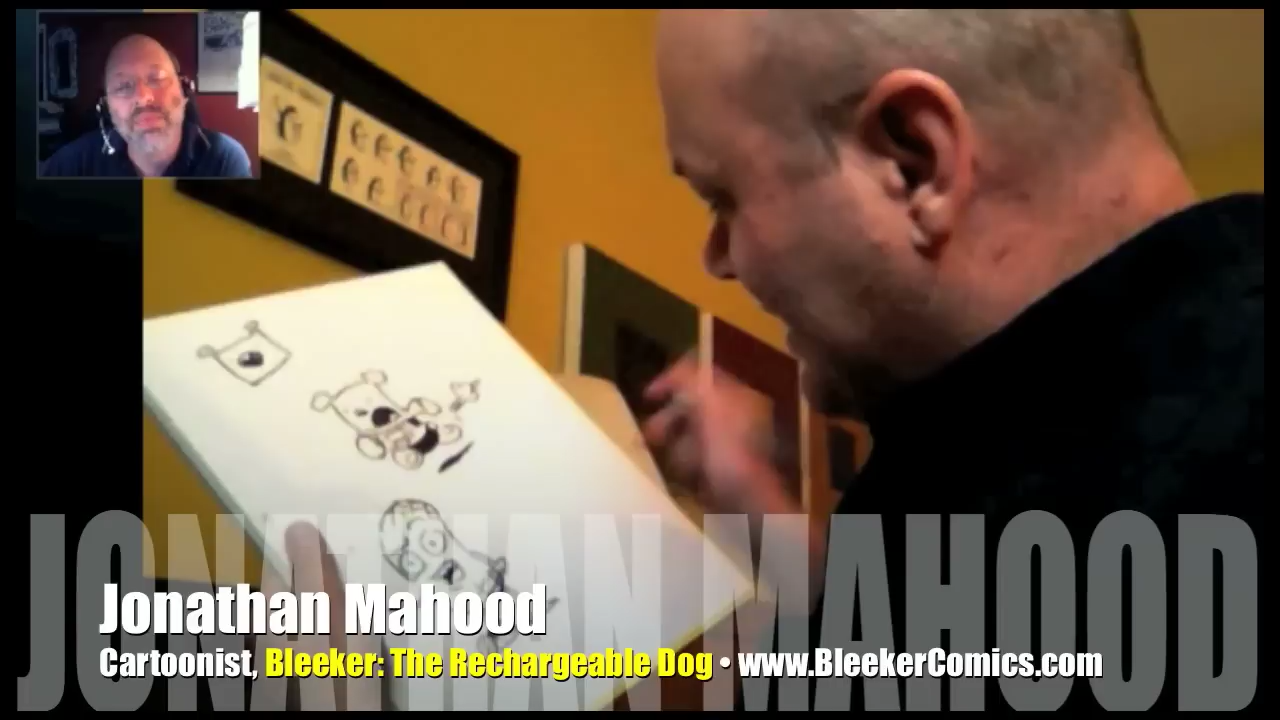 JONATHAN MAHOOD
Jonathan Mahood
Cartoonist, Bleeker: The Rechargeable Dog • www.BleekerComics.com